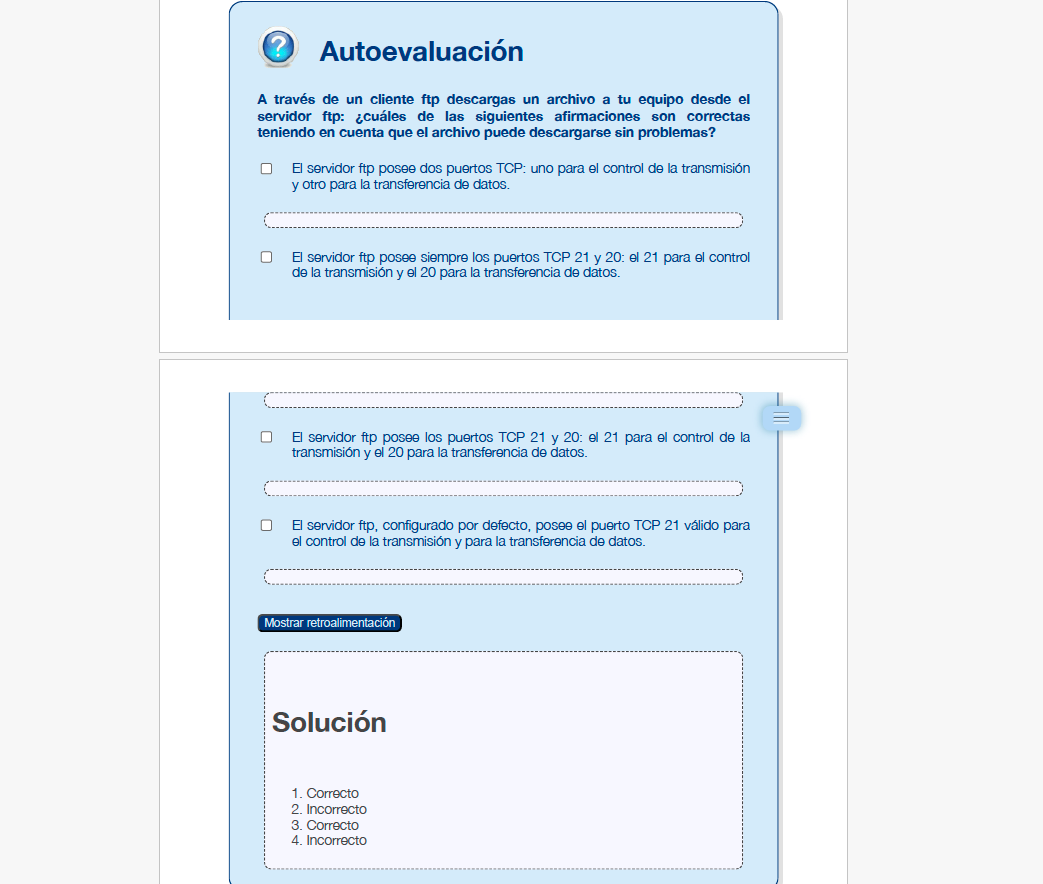 Autoevaluación
A través de un cliente ftp descargas un archivo a tu equipo desde el
servidor ftp: ¿cuáles de las siguientes afirmaciones son correctas
teniendo en cuenta que el archivo puede descargarse sin problemas?
El servidor ftp posee dos puertos TCP: uno para el control de la transmisión
y otro para la transferencia de datos.
El servidor ftp posee siempre los puertos TCP 21 y 20: el 21 para el control
de la transmisión y el 20 para la transferencia de datos.
El servidor ftp posee los puertos TCP 21 y 20: el 21 para el control de la
transmisión y el 20 para la transferencia de datos.
El servidor ftp, configurado por defecto, posee el puerto TCP 21 válido para
el control de la transmisión y para la transferencia de datos.
Mostrar retroalimentación
Solución
1. Correcto
2. Incorrecto
3. Correcto
4. Incorrecto